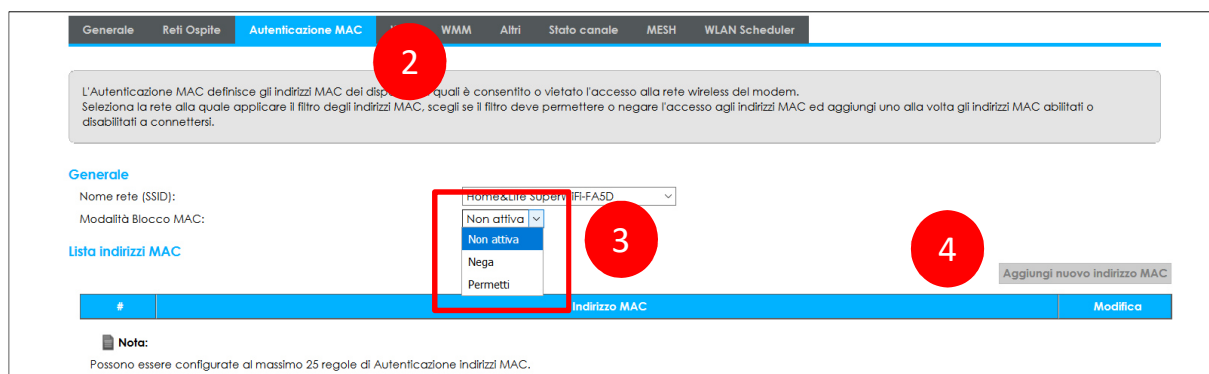 Generale Reti Ospite Autenticazione MAC WMM Altri Stato canale MESH WLAN Scheduler
2
L'Autenticazione MAC definisce gli indirizzi MAC dei quali è consentito o vietato l'accesso alla rete wireless del modem.
Seleziona la rete alla quale applicare il filtro degli indirizzi MAC, scegli se il filtro deve permettere o negare l'accesso agli indirizzi MAC ed aggiungi uno alla volta gli indirizzi MAC abilitati o
disabilitati a connettersi.
Generale
Nome rete (SSID): Home&Life SuperWiFi-FA5D
Modalità Blocco MAC: Non attiva
Non attiva
Nega
Permetti
3
4
Lista indirizzi MAC
Aggiungi nuovo indirizzo MAC
# Indirizzo MAC Modifica
Nota:
Possono essere configurate al massimo 25 regole di Autenticazione indirizzi MAC.